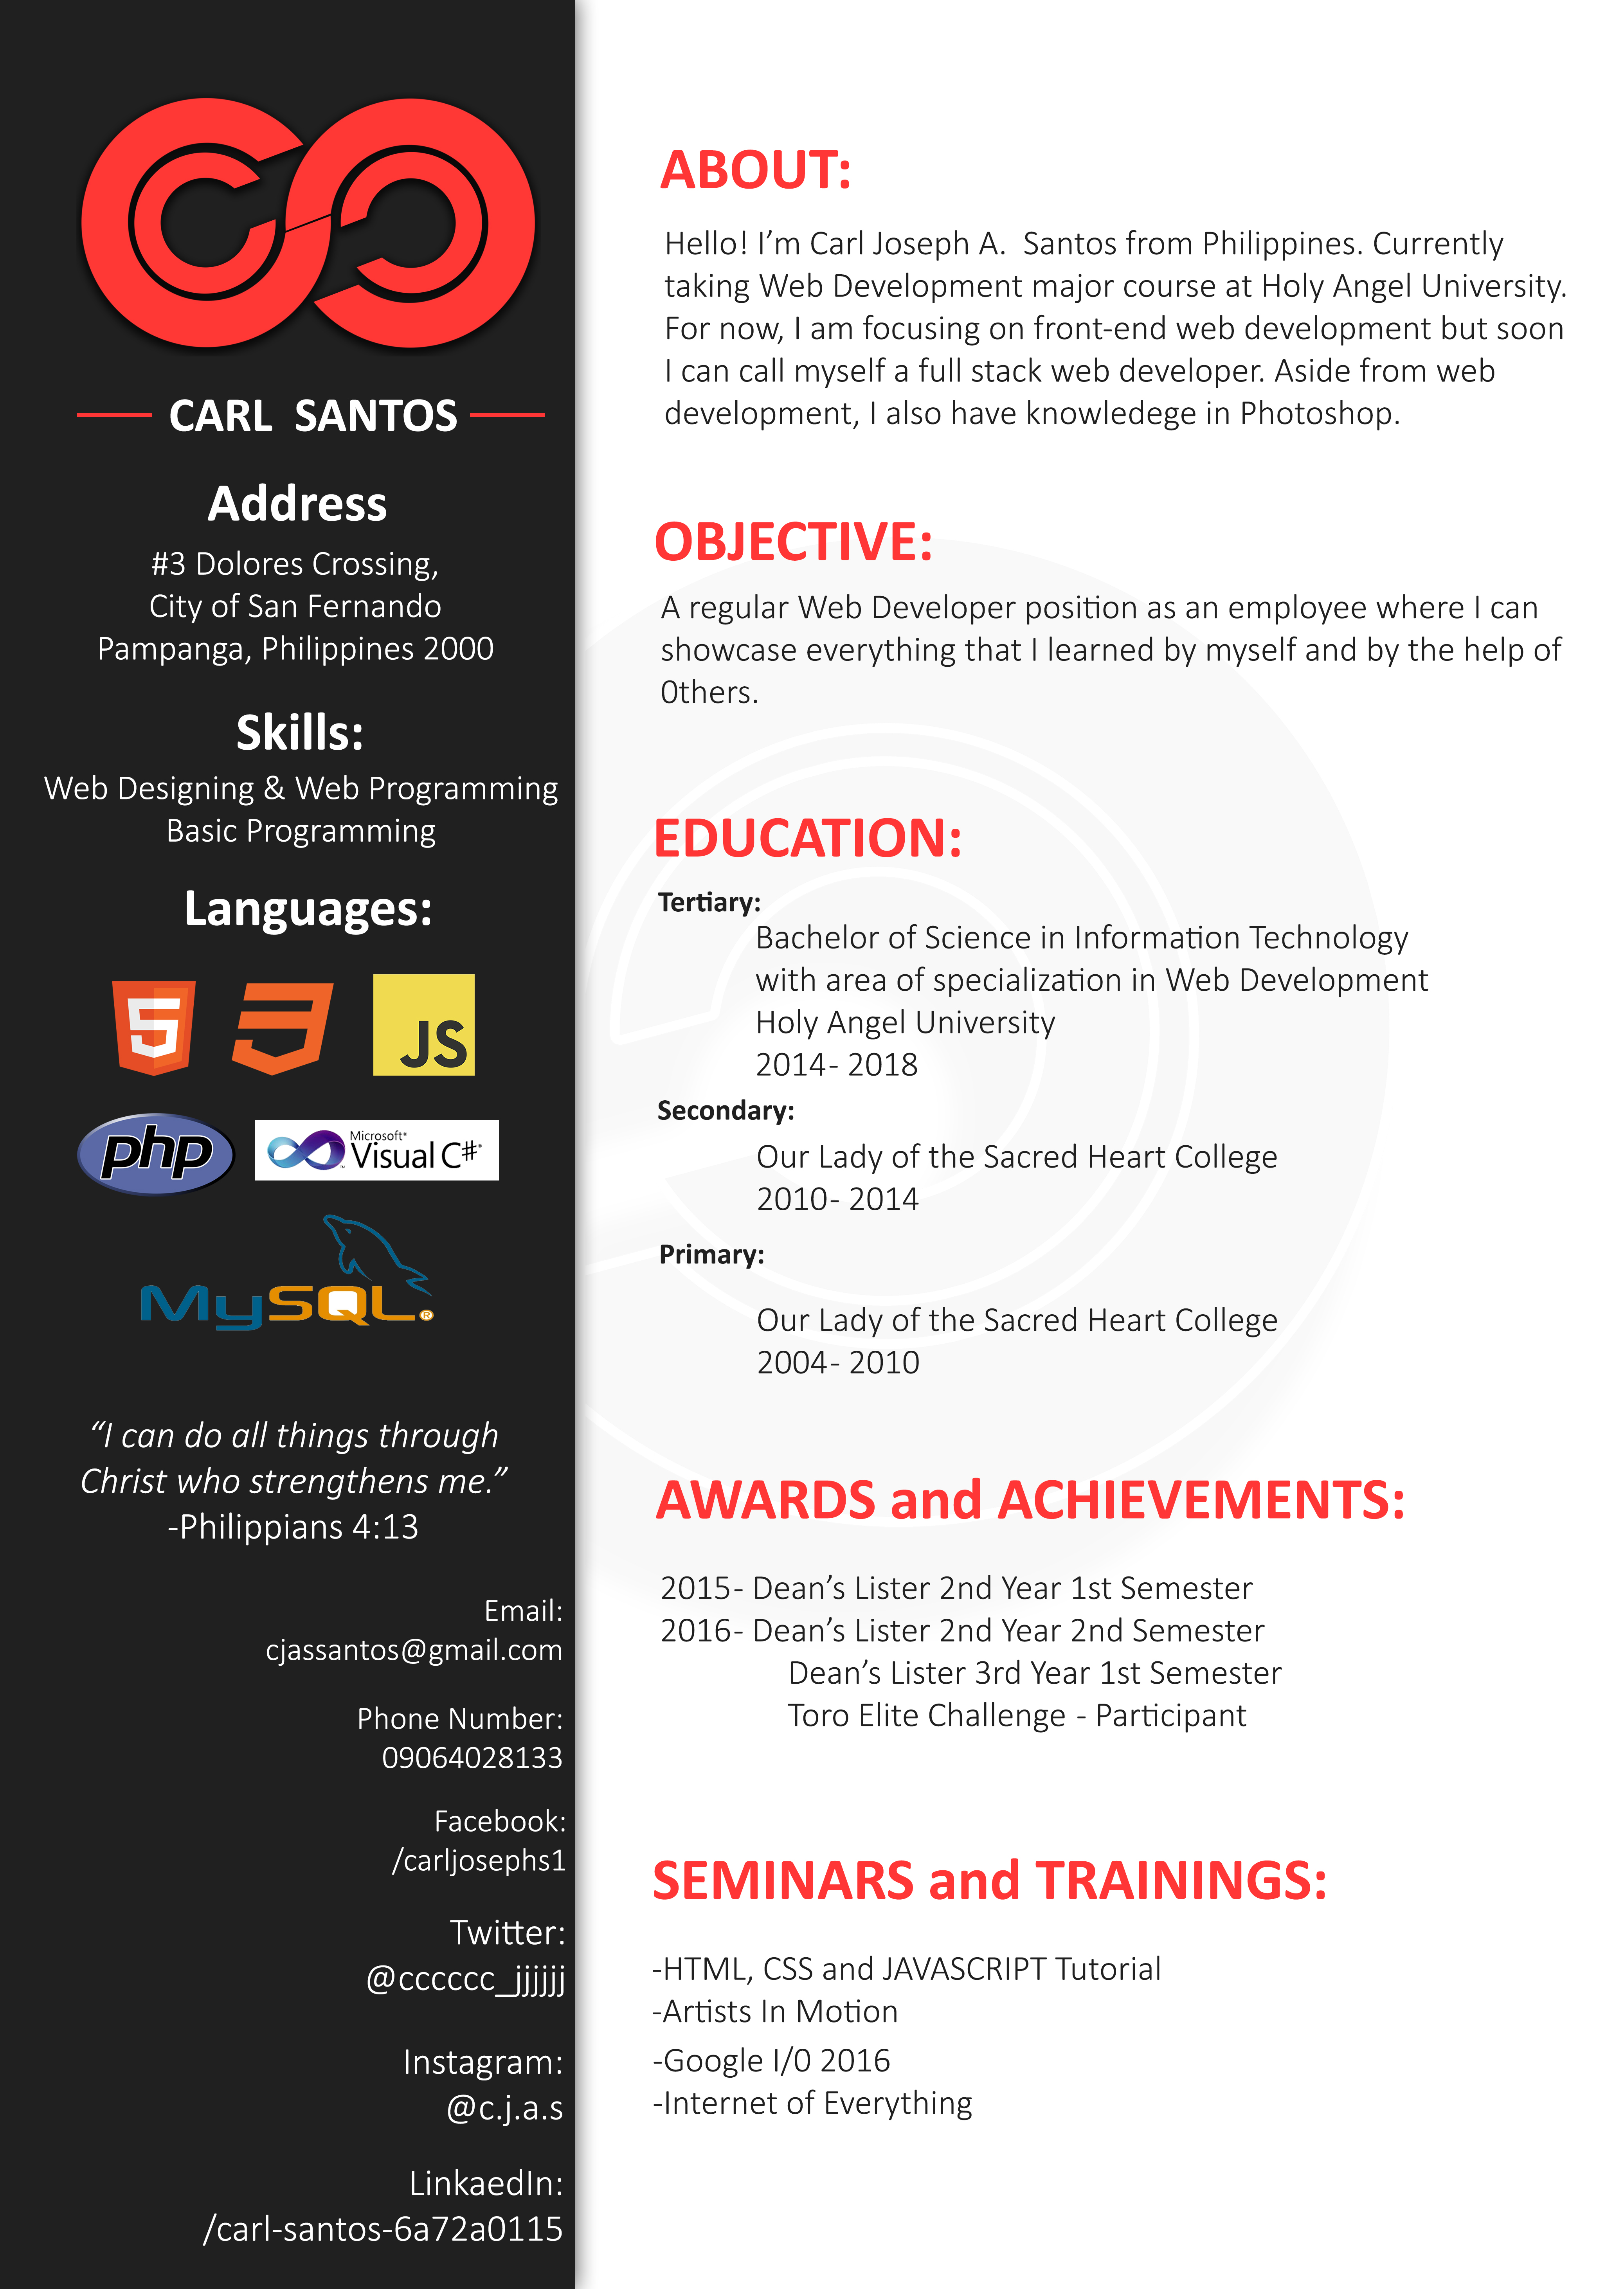 CARL SANTOS
Address
#3 Dolores Crossing,
City of San Fernando
Pampanga, Philippines 2000
Skills:
Web Designing & Web Programming
Basic Programming
Languages:
5
JS
php
Microsoft®
Visual C#®
MySQL®
“I can do all things through
Christ who strengthens me.”
-Philippians 4:13
Email:
cjassantos@gmail.com
Phone Number:
09064028133
Facebook:
/carljosephs1
Twitter:
@cccccc_jjjjjj
Instagram:
@c.j.a.s
LinkaedIn:
/carl-santos-6a72a0115
ABOUT:
Hello! I’m Carl Joseph A. Santos from Philippines. Currently
taking Web Development major course at Holy Angel University.
For now, I am focusing on front-end web development but soon
I can call myself a full stack web developer. Aside from web
development, I also have knowledege in Photoshop.
OBJECTIVE:
A regular Web Developer position as an employee where I can
showcase everything that I learned by myself and by the help of
0thers.
EDUCATION:
Tertiary:
Bachelor of Science in Information Technology
with area of specialization in Web Development
Holy Angel University
2014- 2018
Secondary:
Our Lady of the Sacred Heart College
2010- 2014
Primary:
Our Lady of the Sacred Heart College
2004- 2010
AWARDS and ACHIEVEMENTS:
2015- Dean’s Lister 2nd Year 1st Semester
2016- Dean’s Lister 2nd Year 2nd Semester
Dean’s Lister 3rd Year 1st Semester
Toro Elite Challenge - Participant
SEMINARS and TRAININGS:
-HTML, CSS and JAVASCRIPT Tutorial
-Artists In Motion
-Google I/0 2016
-Internet of Everything